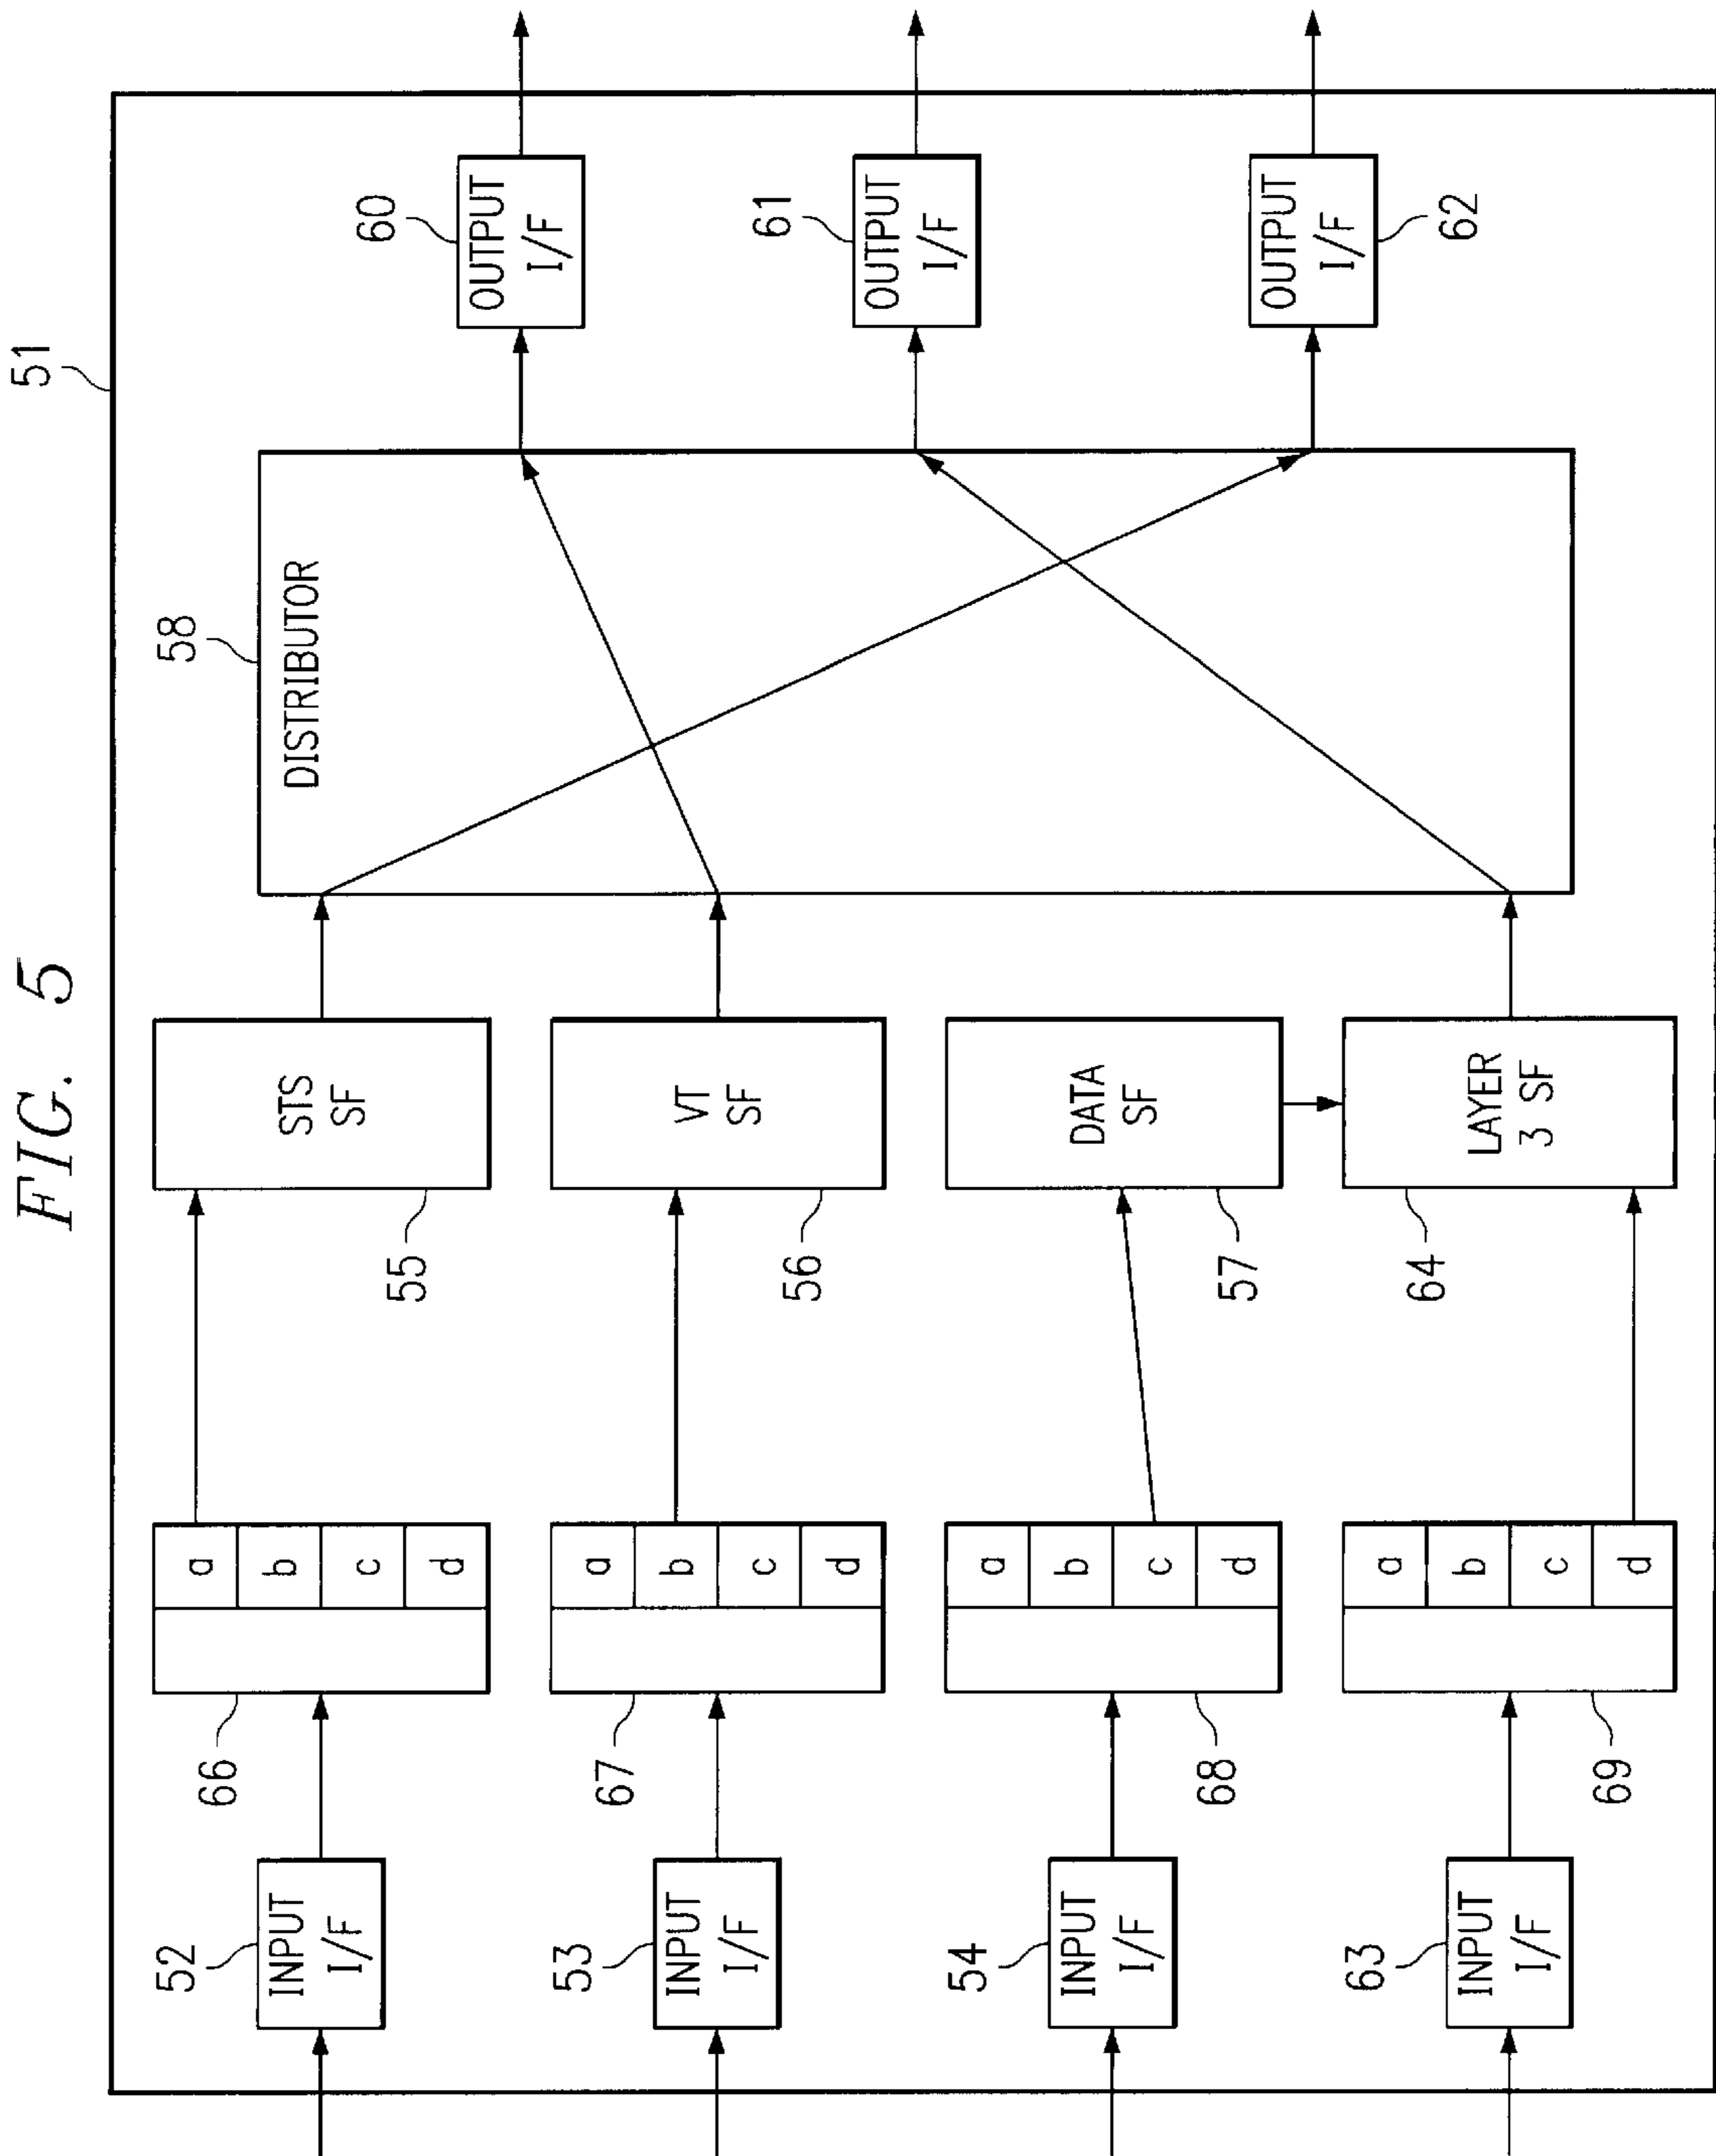 FIG. 5
51
52
INPUT
I/F
66
a
b
c
d
STS
SF
55
58
DISTRIBUTOR
60
OUTPUT
I/F
53
INPUT
I/F
67
a
b
c
d
VT
SF
56
61
OUTPUT
I/F
54
INPUT
I/F
68
a
b
c
d
DATA
SF
57
OUTPUT
I/F
62
63
INPUT
I/F
69
a
b
c
d
64
LAYER
3 SF